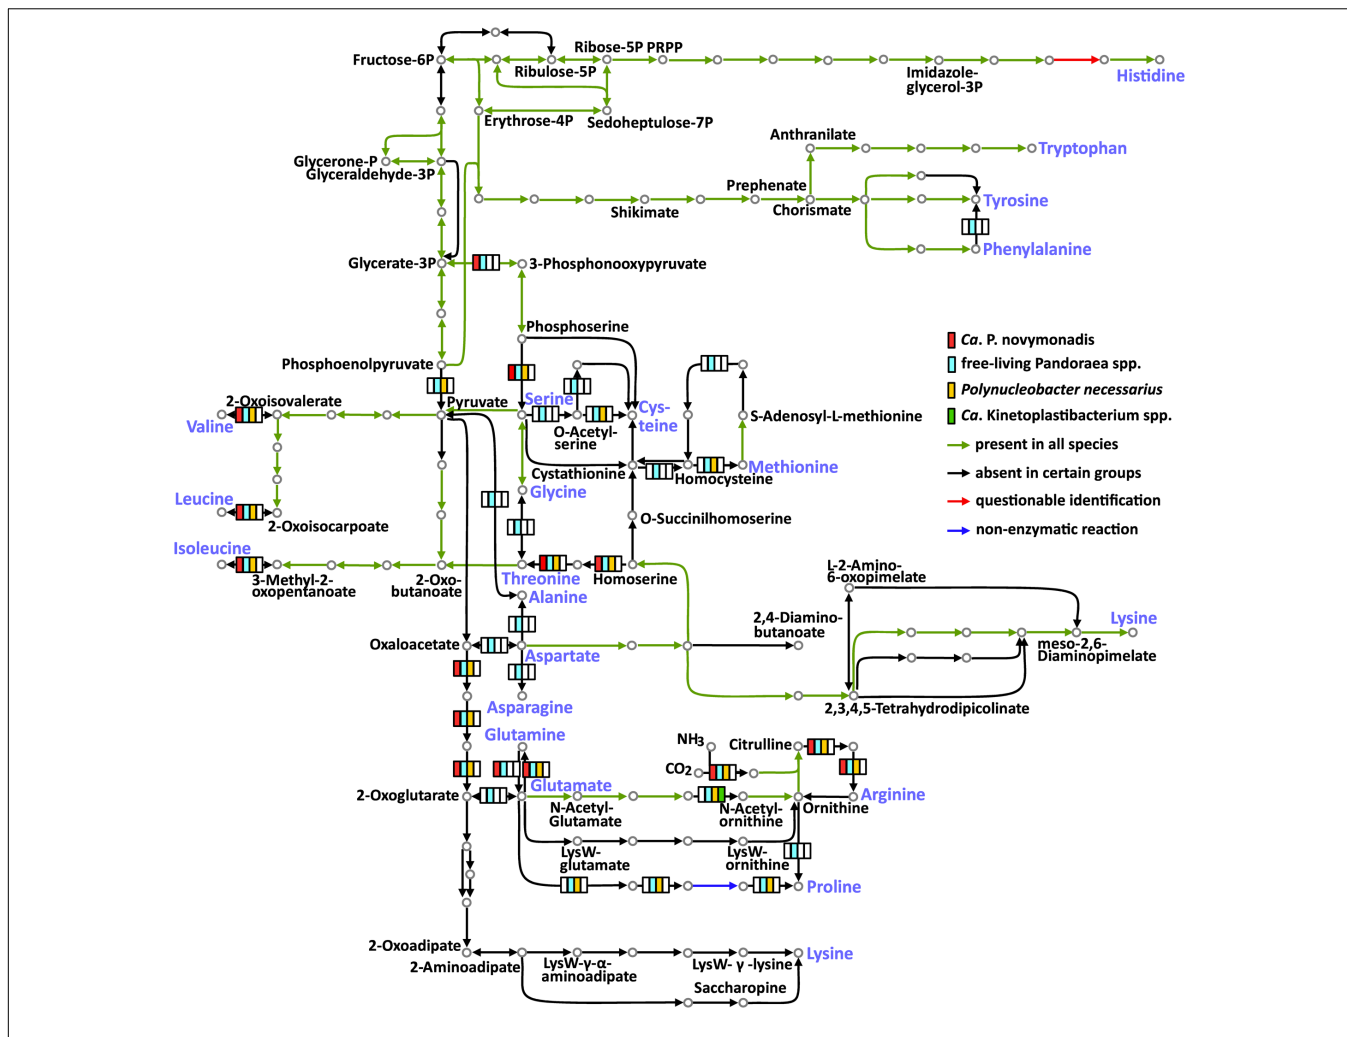 Ribose-5P PRPP
Fructose-6P
Ribulose-5P
Imidazole-
glycerol-3P
Histidine
Erythrose-4P
Sedoheptulose-7P
Anthranilate
Tryptophan
Glycerone-P
Glyceraldehyde-3P
Prephenate
Shikimate
Chorismate
Tyrosine
Phenylalanine
Glycerate-3P
3-Phosphonooxypyruvate
Phosphoserine
Ca. P. novymonadis
free-living Pandoraea spp.
Polynucleobacter necessarius
Ca. Kinetoplastibacterium spp.
present in all species
absent in certain groups
questionable identification
non-enzymatic reaction
Phosphoenolpyruvate
2-Oxoisovalerate
Pyruvate
Serine
Cys-
teine
S-Adenosyl-L-methionine
Valine
O-Acetyl-
serine
Cystathionine
Homocysteine
Methionine
Leucine
Glycine
2-Oxoisocarpoate
O-Succinilhomoserine
Isoleucine
3-Methyl-2-
oxopentanoate
2-Oxo-
butanoate
Threonine
Homoserine
Alanine
L-2-Amino-
6-oxopimelate
2,4-Diamino-
butanoate
Lysine
Oxaloacetate
Aspartate
meso-2,6-
Diaminopimelate
Asparagine
2,3,4,5-Tetrahydrodipicolinate
Glutamine
NH3
Citrulline
CO2
Glutamate
2-Oxoglutarate
N-Acetyl-
Glutamate
N-Acetyl-
ornithine
Ornithine
Arginine
LysW-
glutamate
LysW-
ornithine
Proline
2-Oxoadipate
2-Aminoadipate
LysW-γ-α-
aminoadipate
LysW- γ -lysine
Lysine
Saccharopine